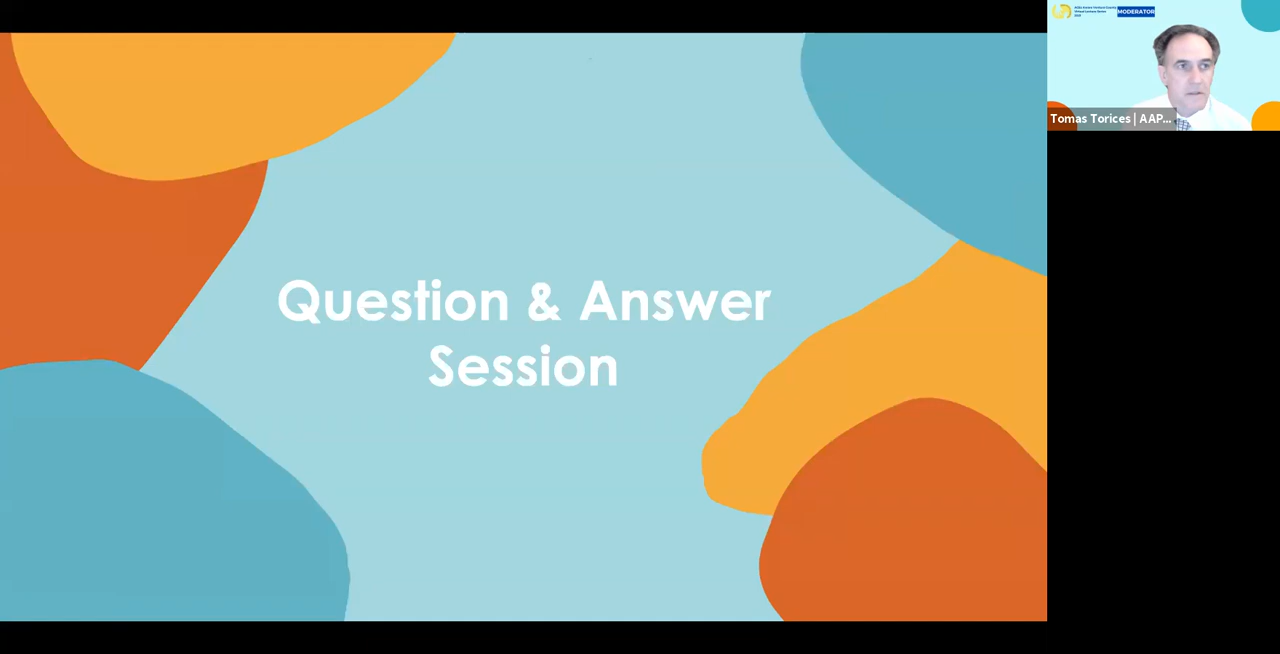 Question & Answer
Session
MODERATOR
Tomas Torices | AAP...